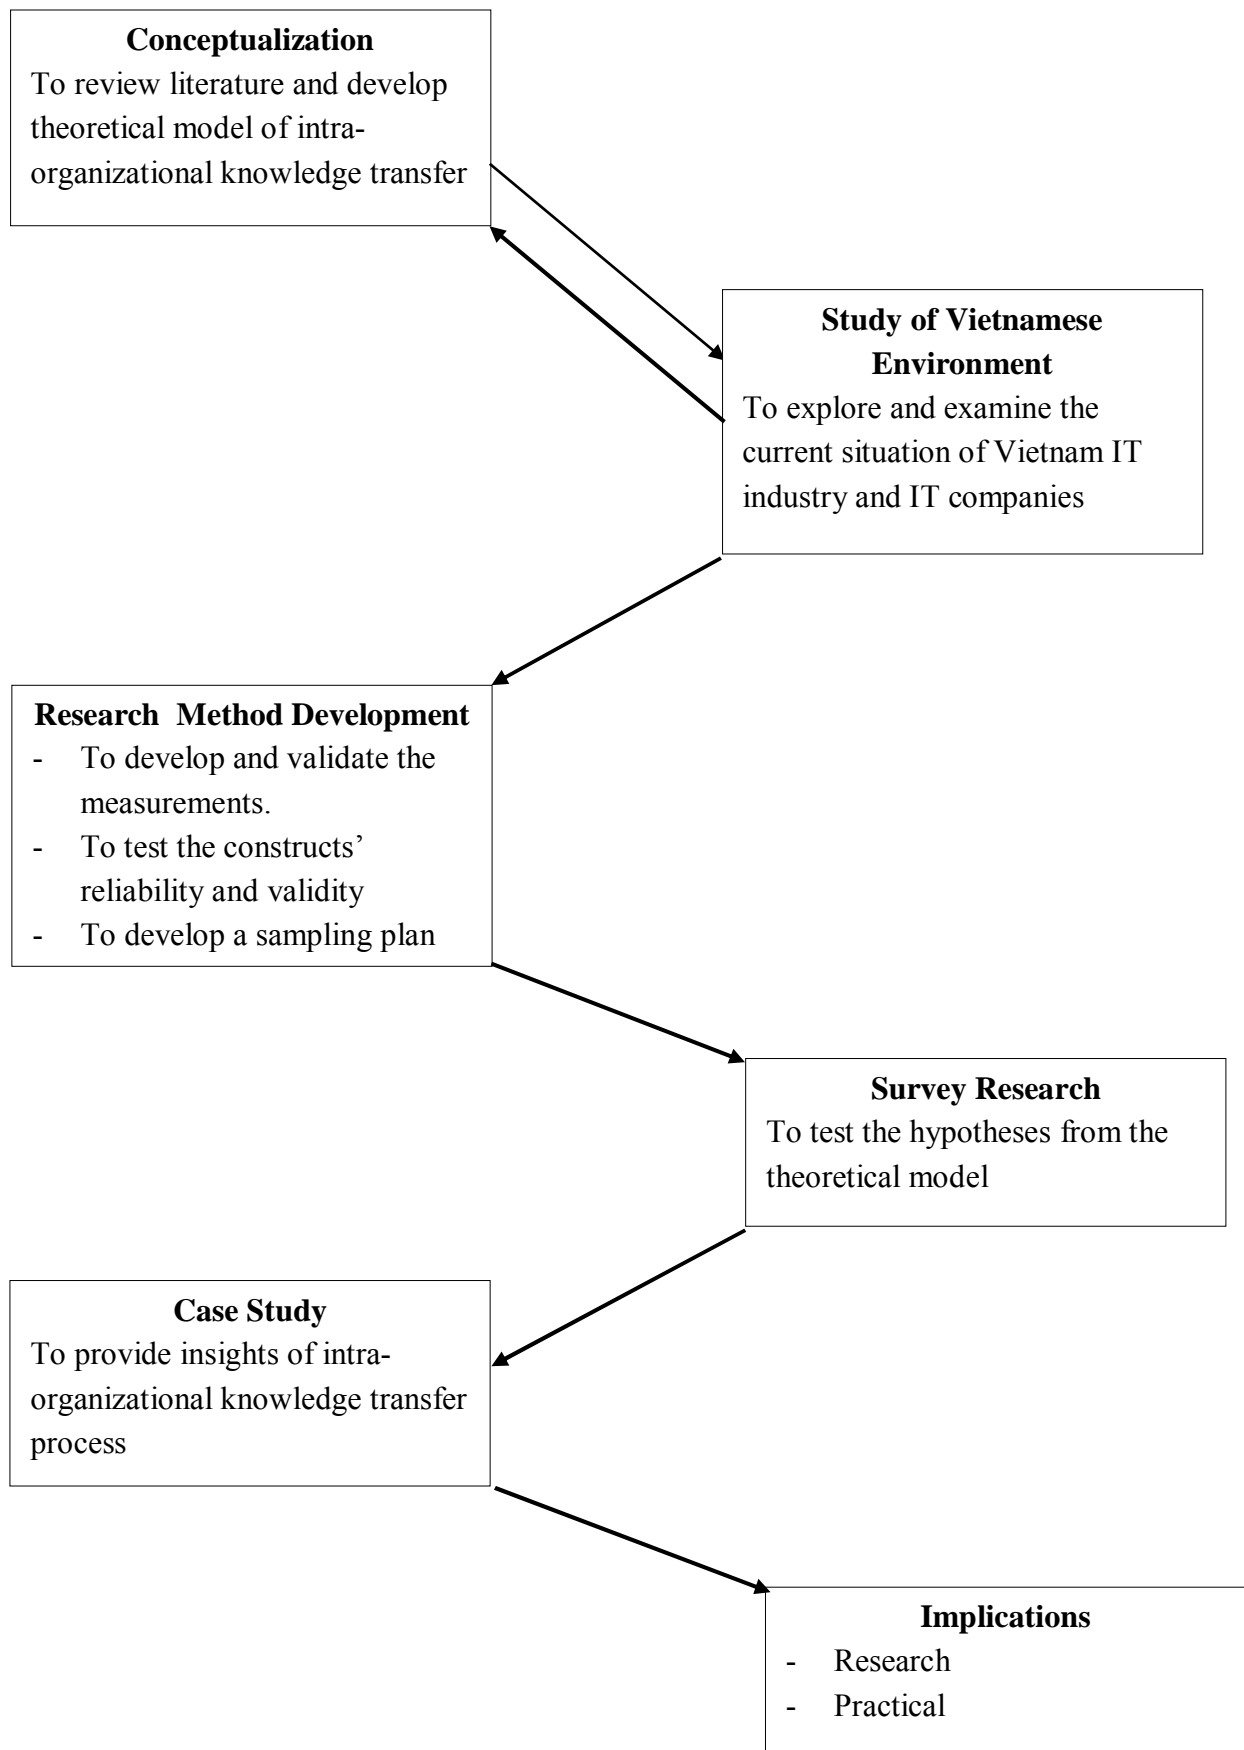 Conceptualization
To review literature and develop
theoretical model of intra-
organizational knowledge transfer
Study of Vietnamese
Environment
To explore and examine the
current situation of Vietnam IT
industry and IT companies
Research  Method Development
- To develop and validate the
measurements.
- To test the constructs’
reliability and validity
- To develop a sampling plan
Survey Research
To test the hypotheses from the
theoretical model
Case Study
To provide insights of intra-
organizational knowledge transfer
process
Implications
- Research
- Practical